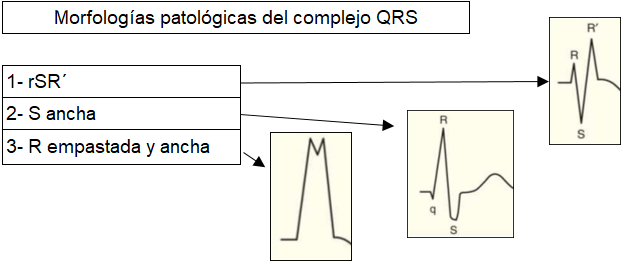 Morfologías patológicas del complejo QRS
1- rSR´
2- S ancha
3- R empastada y ancha
R
q
S
R
R'
S